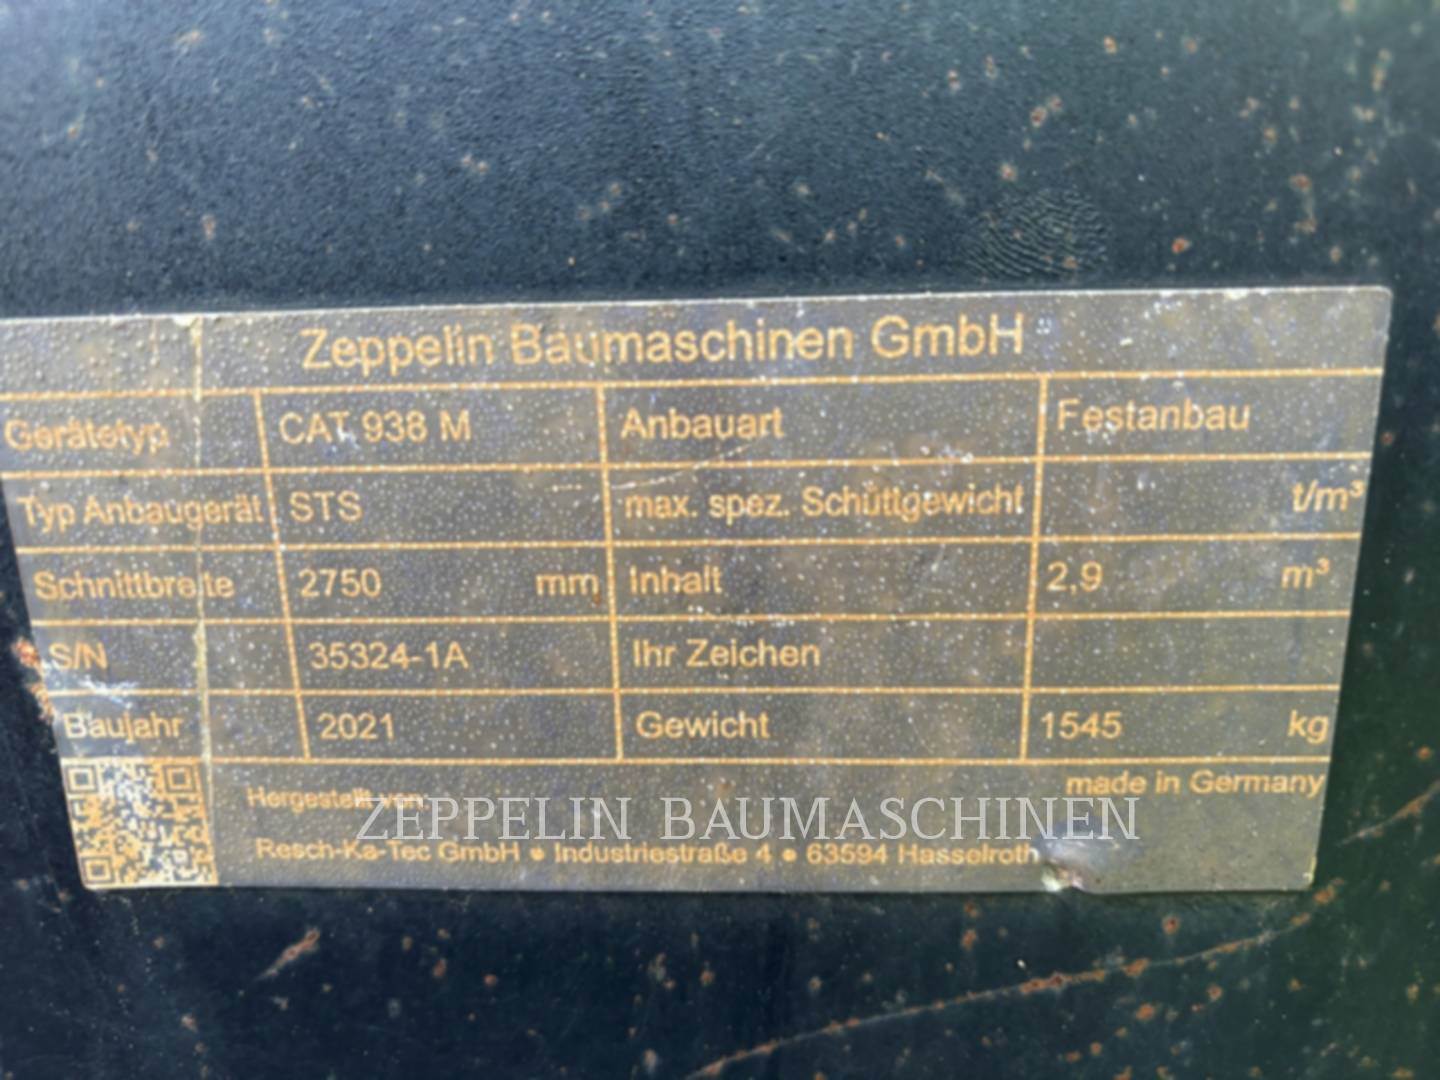 Zeppelin Baumaschinen GmbH
Gerätetyp CAT 938 M Anbauart Festanbau
Typ Anbaugerät STS max. spez. Schüttgewicht t/m³
Schnittbreite 2750 mm Inhalt 2,9 m³
S/N 35324-1A Ihr Zeichen
Baujahr 2021 Gewicht 1545 kg
made in Germany
Hergestellt von:
ZEPPELIN BAUMASCHINEN
Resch-Ka-Tec GmbH • Industriestraße 4 • 63594 Hasselroth